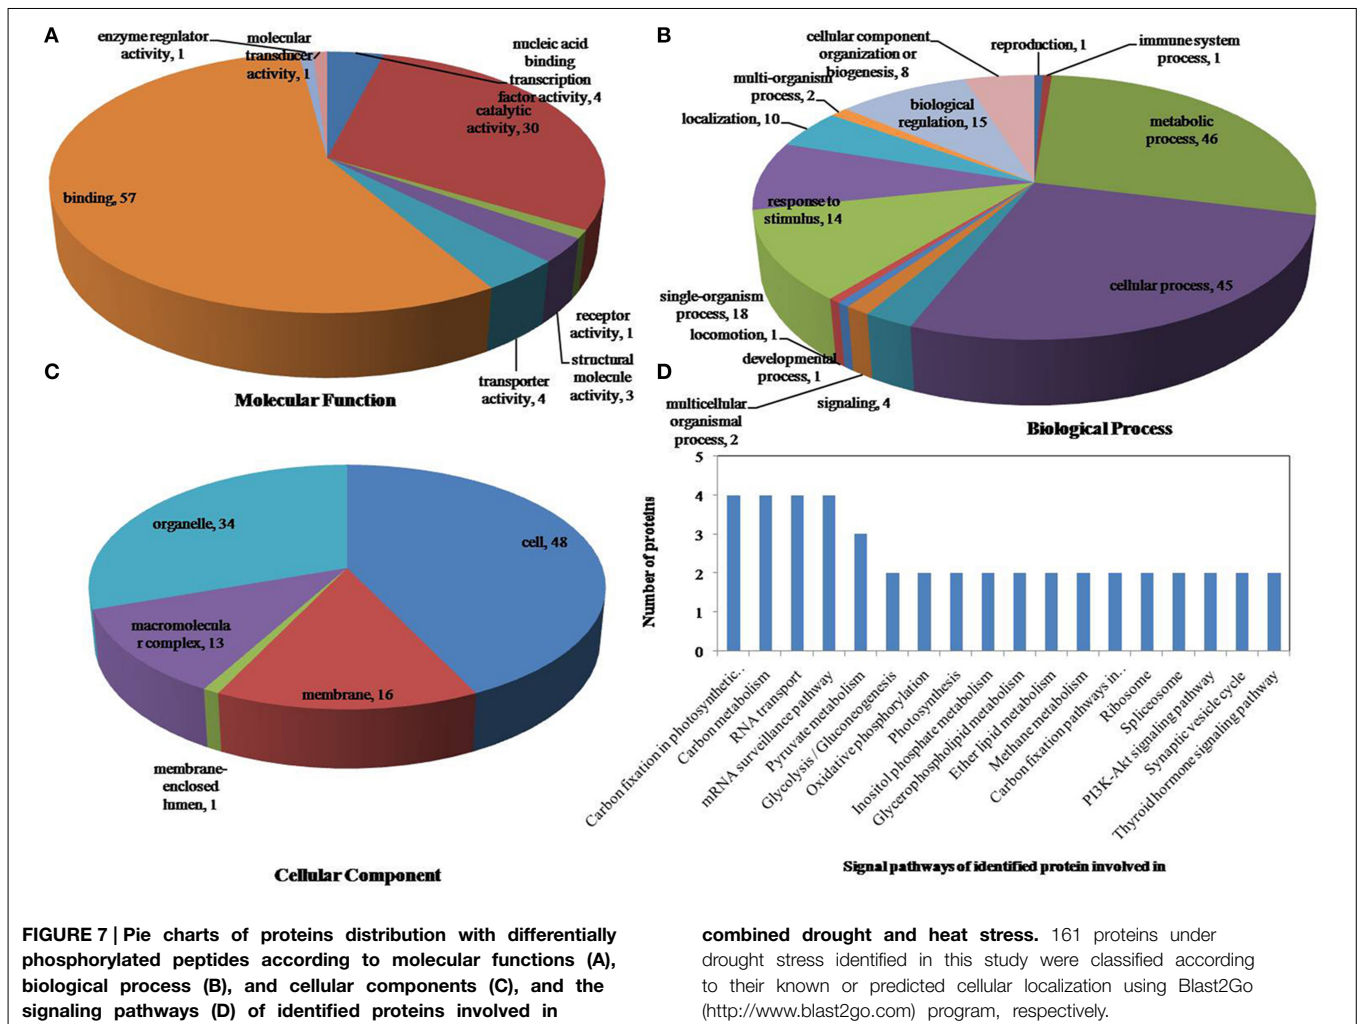 A
enzyme regulator
activity, 1
molecular
transducer
activity, 1
nucleic acid
binding
transcription
factor activity, 4
catalytic
activity, 30
binding, 57
receptor
activity, 1
structural
molecule
activity, 3
transporter
activity, 4
Molecular Function
B
cellular component
organization or
biogenesis, 8
reproduction, 1
immune system
process, 1
multi-organism
process, 2
localization, 10
biological
regulation, 15
metabolic
process, 46
response to
stimulus, 14
cellular process, 45
single-organism
process, 18
locomotion, 1
developmental
process, 1
multicellular
organismal
process, 2
signaling, 4
Biological Process
C
organelle, 34
cell, 48
macromolecula
r complex, 13
membrane, 16
membrane-
enclosed
lumen, 1
Cellular Component
D
5
4
3
2
1
0
Number of proteins
Carbon fixation in photosynthetic..
Carbon metabolism
RNA transport
mRNA surveillance pathway
Pyruvate metabolism
Glycolysis / Gluconeogenesis
Oxidative phosphorylation
Photosynthesis
Inositol phosphate metabolism
Glycerophospholipid metabolism
Ether lipid metabolism
Methane metabolism
Carbon fixation pathways in..
Ribosome
Spliceosome
PI3K-Akt signaling pathway
Synaptic vesicle cycle
Thyroid hormone signaling pathway
Signal pathways of identified protein involved in
FIGURE 7 | Pie charts of proteins distribution with differentially
phosphorylated peptides according to molecular functions (A),
biological process (B), and cellular components (C), and the
signaling pathways (D) of identified proteins involved in
combined drought and heat stress. 161 proteins under
drought stress identified in this study were classified according
to their known or predicted cellular localization using Blast2Go
(http://www.blast2go.com) program, respectively.